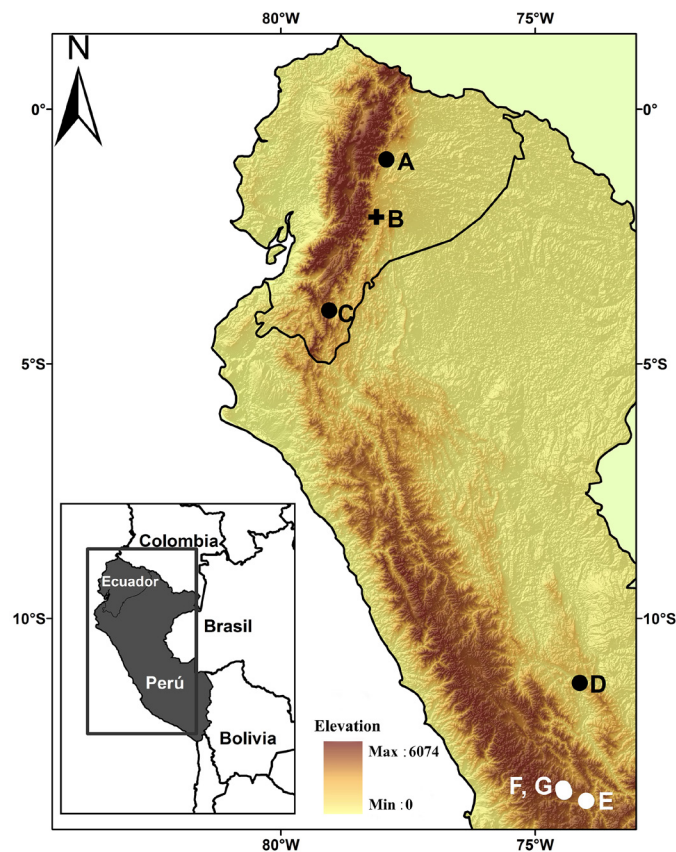 80°W 75°W
N
0° 0°
A
B
C
5°S 5°S
Colombia
Ecuador
10°S 10°S
Brasil
Perú
D
Bolivia
Elevation
Max : 6074
Min : 0
F, G
E
80°W 75°W